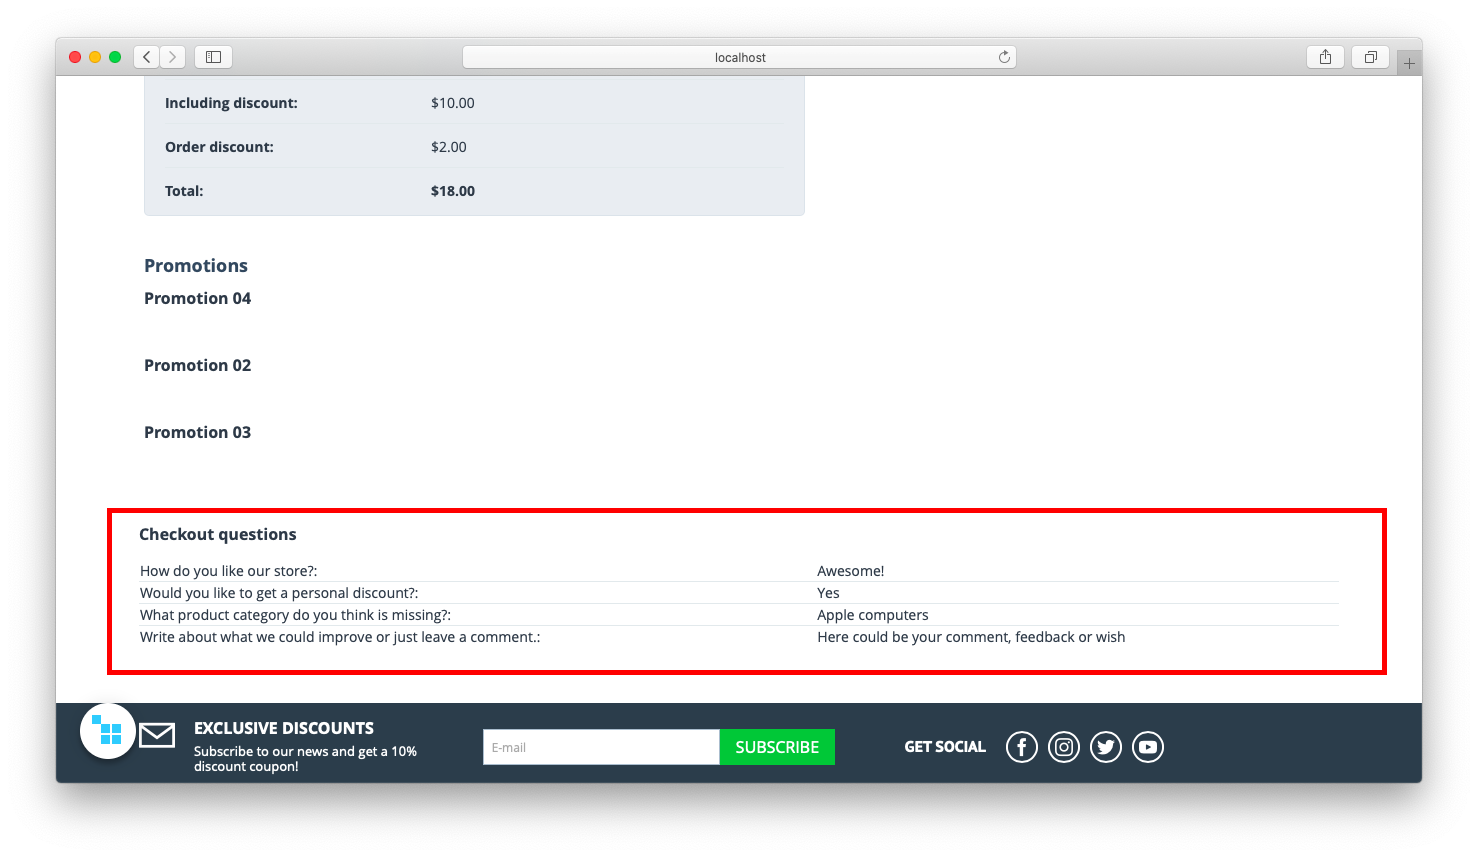 localhost
Including discount: $10.00
Order discount: $2.00
Total: $18.00
Promotions
Promotion 04
Promotion 02
Promotion 03
Checkout questions
How do you like our store?: Awesome!
Would you like to get a personal discount?: Yes
What product category do you think is missing?: Apple computers
Write about what we could improve or just leave a comment.: Here could be your comment, feedback or wish
EXCLUSIVE DISCOUNTS
Subscribe to our news and get a 10%
discount coupon!
E-mail
SUBSCRIBE
GET SOCIAL